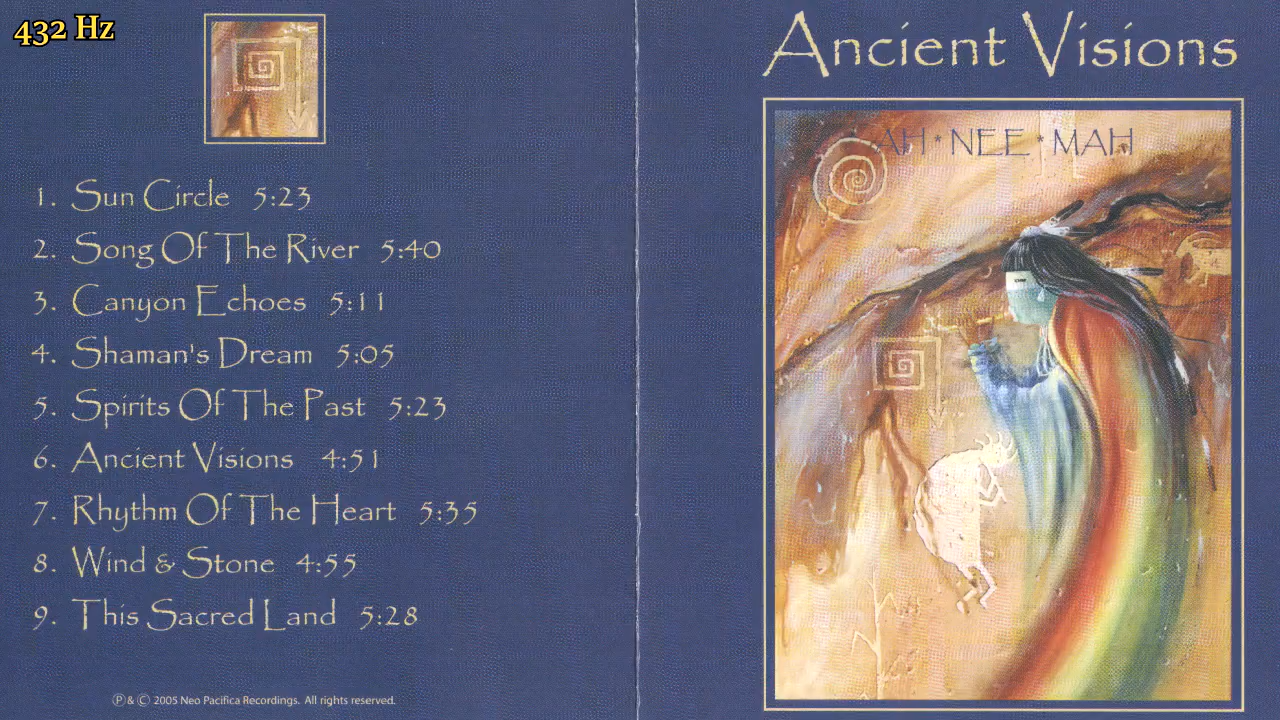 432 Hz
1. Sun Circle 5:23
2. Song Of The River 5:40
3. Canyon Echoes 5:11
4. Shaman's Dream 5:05
5. Spirits Of The Past 5:23
6. Ancient Visions 4:51
7. Rhythm Of The Heart 5:35
8. Wind & Stone 4:55
9. This Sacred Land 5:28
℗ & © 2005 Neo Pacifica Recordings. All rights reserved.
Ancient Visions
AH * NEE * MAH